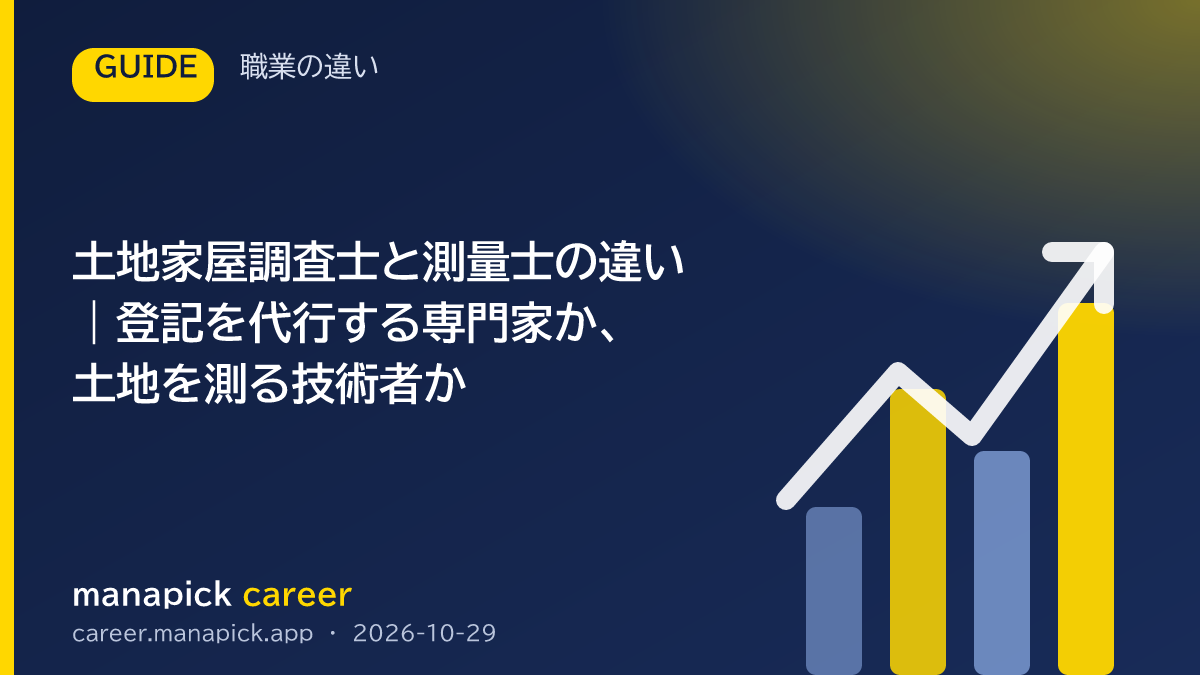 GUIDE 職業の違い
土地家屋調査士と測量士の違い
｜登記を代行する専門家か、
土地を測る技術者か
manapick career
career.manapick.app ・ 2026-10-29